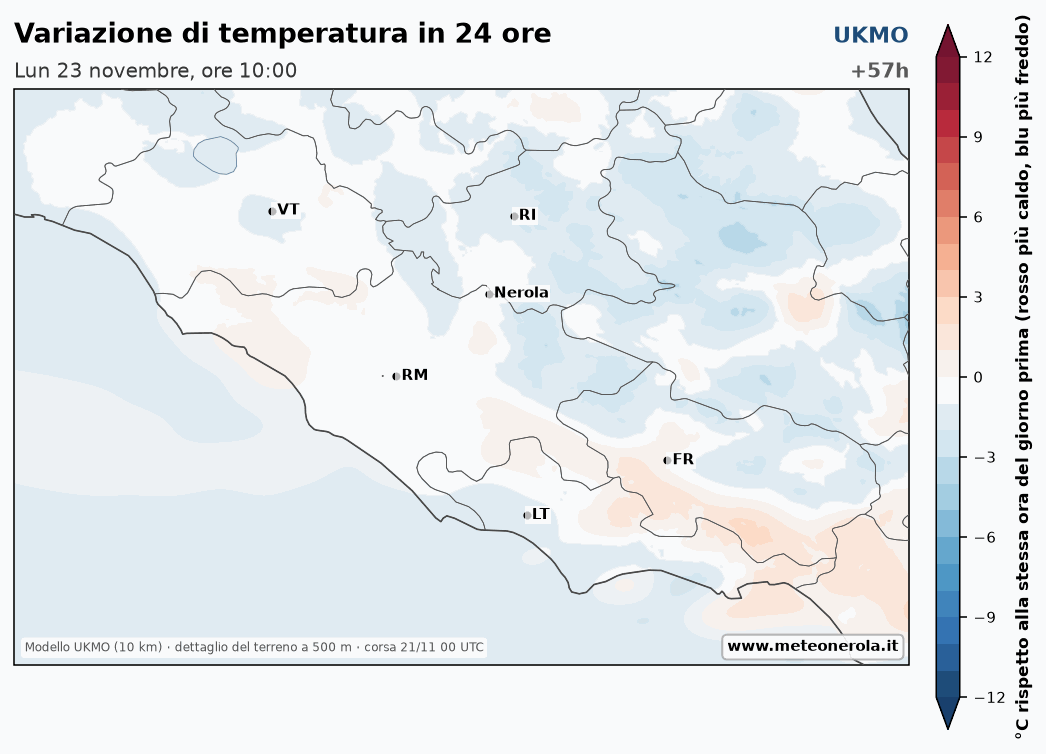 Variazione di temperatura in 24 ore
UKMO
Lun 23 novembre, ore 10:00
+57h
VT
RI
Nerola
RM
FR
LT
Modello UKMO (10 km) · dettaglio del terreno a 500 m · corsa 21/11 00 UTC
www.meteonerola.it
12
9
6
3
0
−3
−6
−9
−12
°C rispetto alla stessa ora del giorno prima (rosso più caldo, blu più freddo)